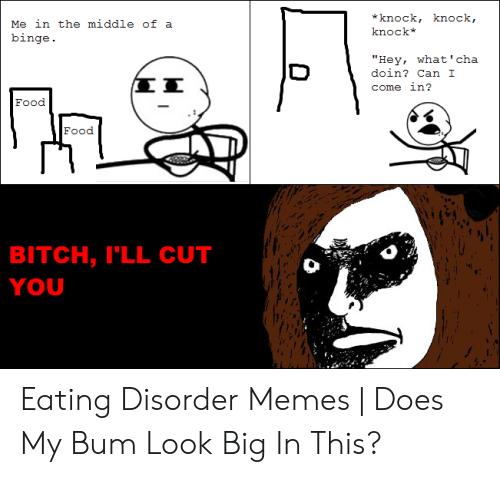 Me in the middle of a
binge.
Food
Food
*knock, knock,
knock*
"Hey, what'cha
doin? Can I
come in?
BITCH, I'LL CUT
YOU
Eating Disorder Memes | Does
My Bum Look Big In This?